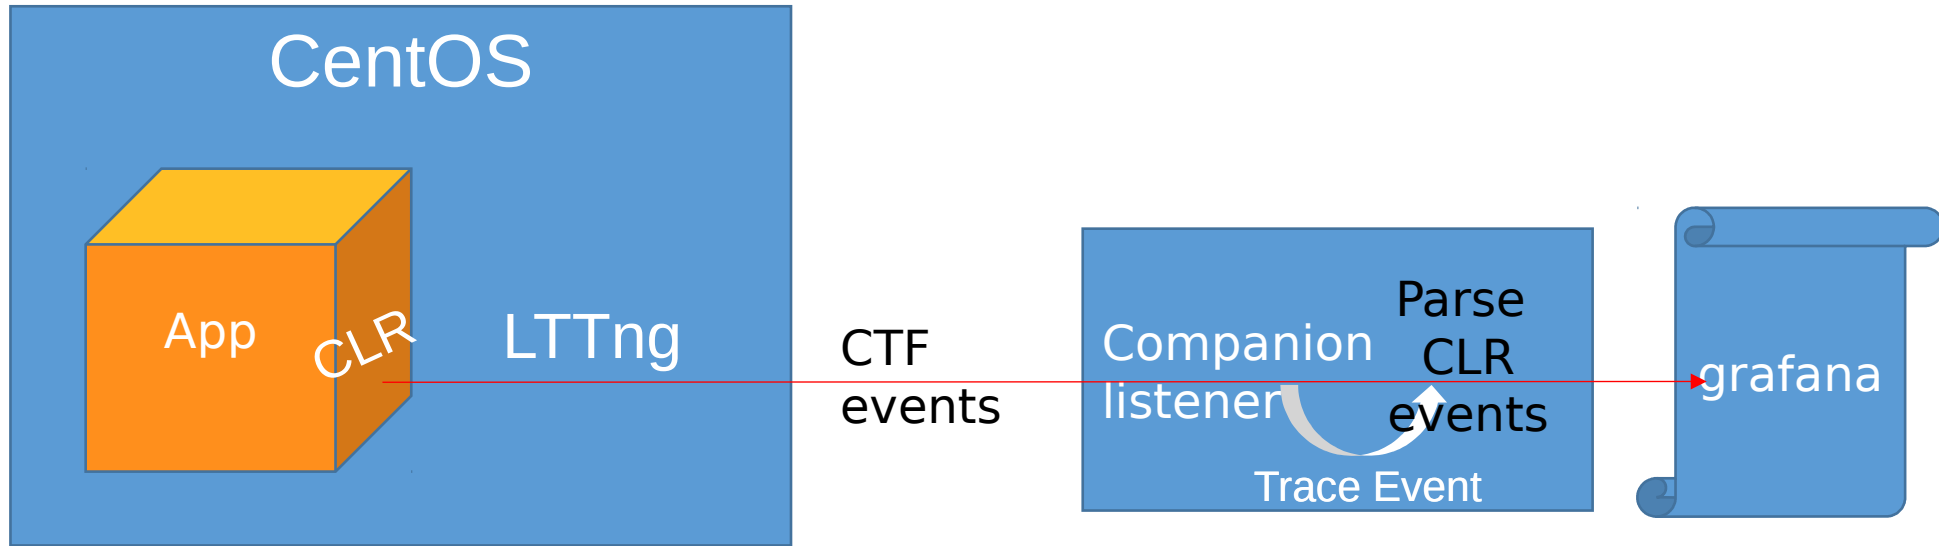 CentOS
App
CLR
LTTng
CTF
events
Companion
listener
Parse
CLR
events
Trace Event
grafana